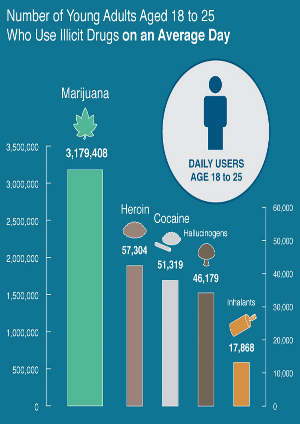 Number of Young Adults Aged 18 to 25
Who Use Illicit Drugs on an Average Day
Marijuana
3,179,408
DAILY USERS
AGE 18 to 25
Heroin
57,304
Cocaine
51,319
Hallucinogens
46,179
Inhalants
17,868
3,500,000
3,000,000
2,500,000
2,000,000
1,500,000
1,000,000
500,000
0
60,000
50,000
40,000
30,000
20,000
10,000
0